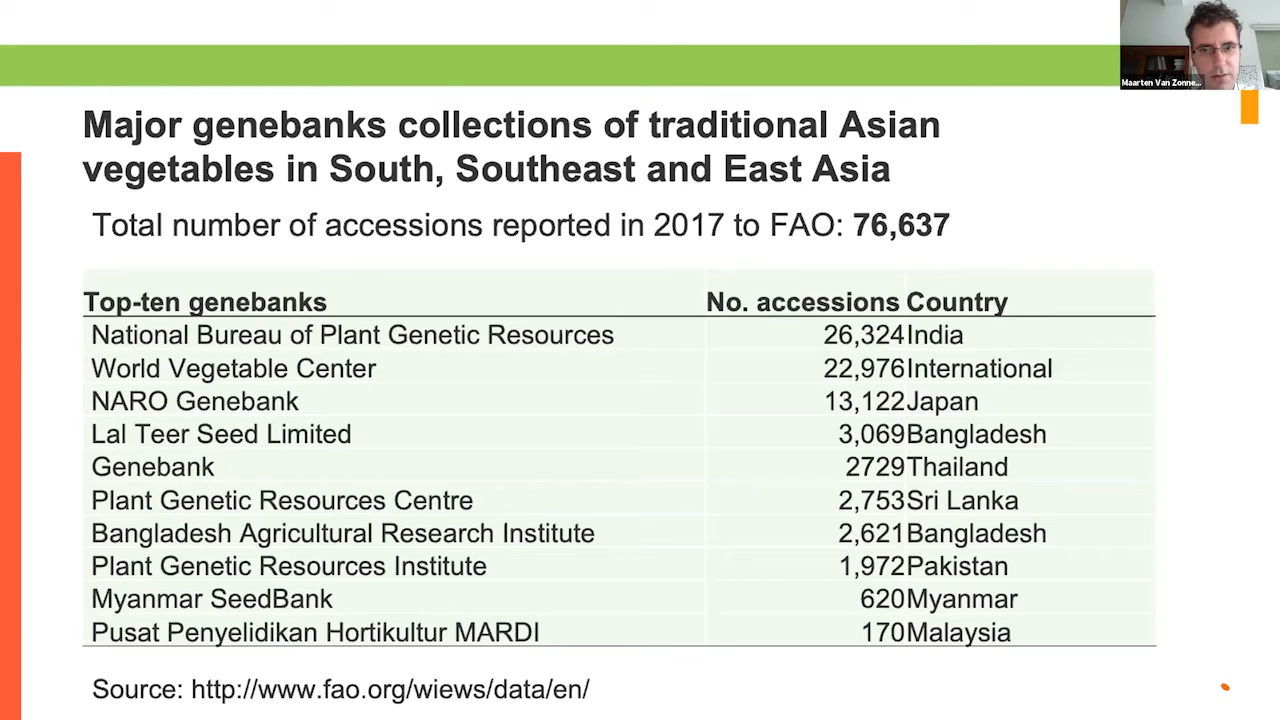 Maarten Van Zonne...
Major genebanks collections of traditional Asian
vegetables in South, Southeast and East Asia
Total number of accessions reported in 2017 to FAO: 76,637
Top-ten genebanks No. accessions Country
National Bureau of Plant Genetic Resources 26,324 India
World Vegetable Center 22,976 International
NARO Genebank 13,122 Japan
Lal Teer Seed Limited 3,069 Bangladesh
Genebank 2729 Thailand
Plant Genetic Resources Centre 2,753 Sri Lanka
Bangladesh Agricultural Research Institute 2,621 Bangladesh
Plant Genetic Resources Institute 1,972 Pakistan
Myanmar SeedBank 620 Myanmar
Pusat Penyelidikan Hortikultur MARDI 170 Malaysia
Source: http://www.fao.org/wiews/data/en/